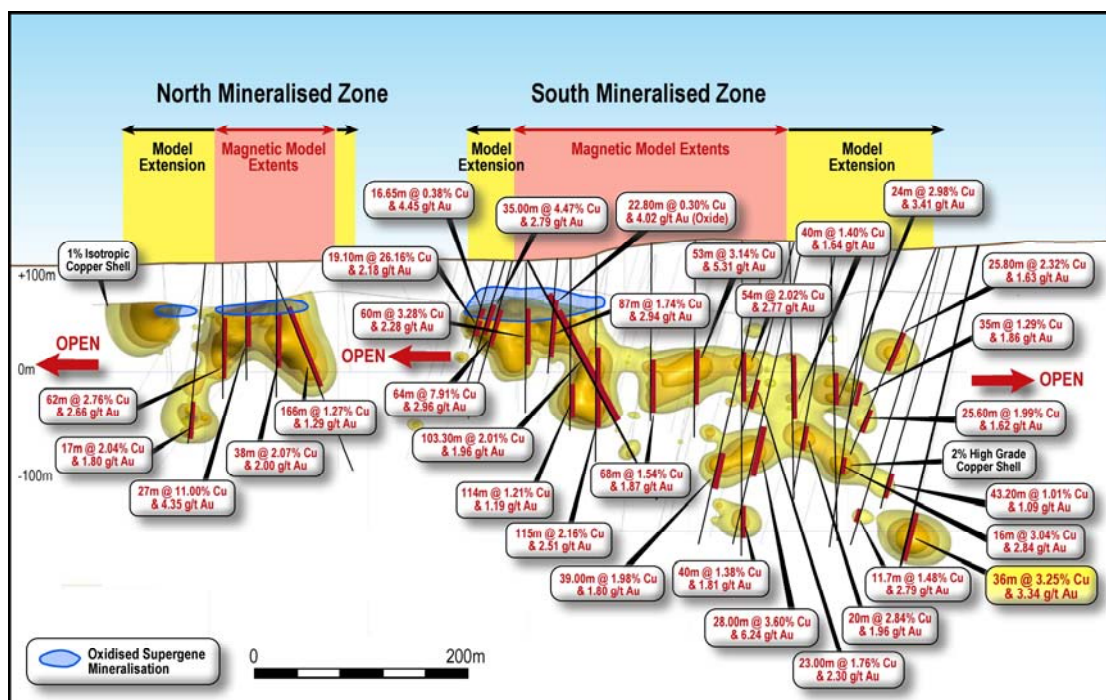 North Mineralised Zone
South Mineralised Zone
Model
Extension
Magnetic Model
Extents
Model
Extension
Magnetic Model Extents
Model
Extension
16.65m @ 0.38% Cu
& 4.45 g/t Au
35.00m @ 4.47% Cu
& 2.79 g/t Au
22.80m @ 0.30% Cu
& 4.02 g/t Au (Oxide)
24m @ 2.98% Cu
& 3.41 g/t Au
40m @ 1.40% Cu
& 1.64 g/t Au
53m @ 3.14% Cu
& 5.31 g/t Au
1% Isotropic
Copper Shell
19.10m @ 26.16% Cu
& 2.18 g/t Au
25.80m @ 2.32% Cu
& 1.63 g/t Au
+100m
54m @ 2.02% Cu
& 2.77 g/t Au
87m @ 1.74% Cu
& 2.94 g/t Au
60m @ 3.28% Cu
& 2.28 g/t Au
35m @ 1.29% Cu
& 1.86 g/t Au
OPEN
OPEN
0m
OPEN
62m @ 2.76% Cu
& 2.66 g/t Au
166m @ 1.27% Cu
& 1.29 g/t Au
64m @ 7.91% Cu
& 2.96 g/t Au
25.60m @ 1.99% Cu
& 1.62 g/t Au
17m @ 2.04% Cu
& 1.80 g/t Au
38m @ 2.07% Cu
& 2.00 g/t Au
103.30m @ 2.01% Cu
& 1.96 g/t Au
2% High Grade
Copper Shell
-100m
27m @ 11.00% Cu
& 4.35 g/t Au
114m @ 1.21% Cu
& 1.19 g/t Au
68m @ 1.54% Cu
& 1.87 g/t Au
43.20m @ 1.01% Cu
& 1.09 g/t Au
115m @ 2.16% Cu
& 2.51 g/t Au
16m @ 3.04% Cu
& 2.84 g/t Au
39.00m @ 1.98% Cu
& 1.80 g/t Au
40m @ 1.38% Cu
& 1.81 g/t Au
11.7m @ 1.48% Cu
& 2.79 g/t Au
36m @ 3.25% Cu
& 3.34 g/t Au
28.00m @ 3.60% Cu
& 6.24 g/t Au
20m @ 2.84% Cu
& 1.96 g/t Au
23.00m @ 1.76% Cu
& 2.30 g/t Au
Oxidised Supergene
Mineralisation
0
200m